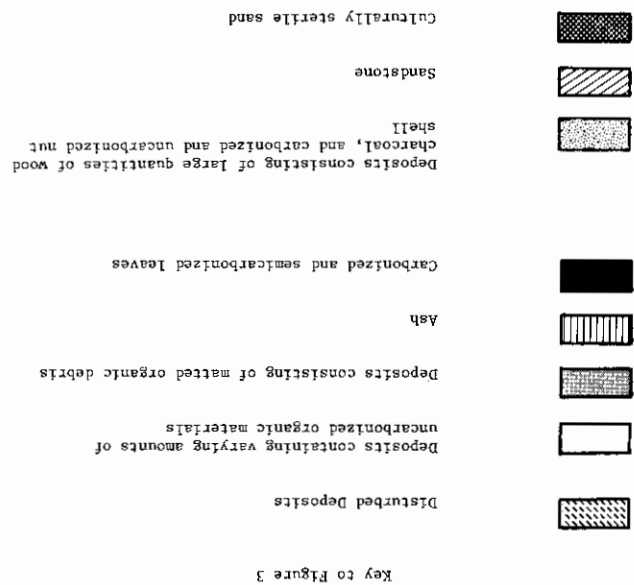 Key to Figure 3
Disturbed Deposits
Deposits containing varying amounts of
uncarbonized organic materials
Deposits consisting of matted organic debris
Ash
Carbonized and semicarbonized leaves
Deposits consisting of large quantities of wood
charcoal, and carbonized and uncarbonized nut
shell
Sandstone
Culturally sterile sand